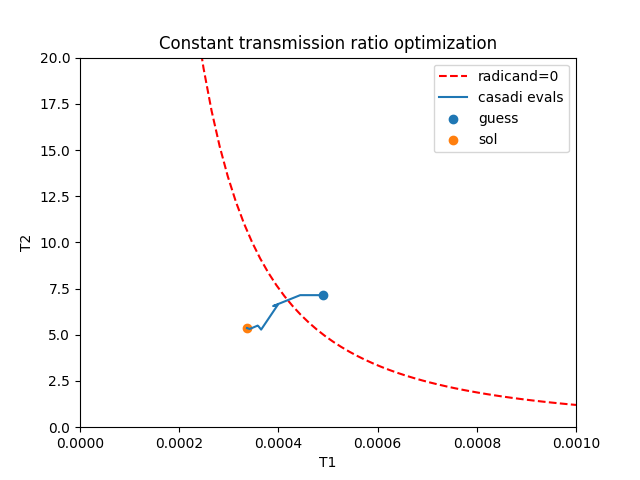 Constant transmission ratio optimization
radicand=0
casadi evals
guess
sol
T2
20.0
17.5
15.0
12.5
10.0
7.5
5.0
2.5
0.0
0.0000 0.0002 0.0004 0.0006 0.0008 0.0010
T1